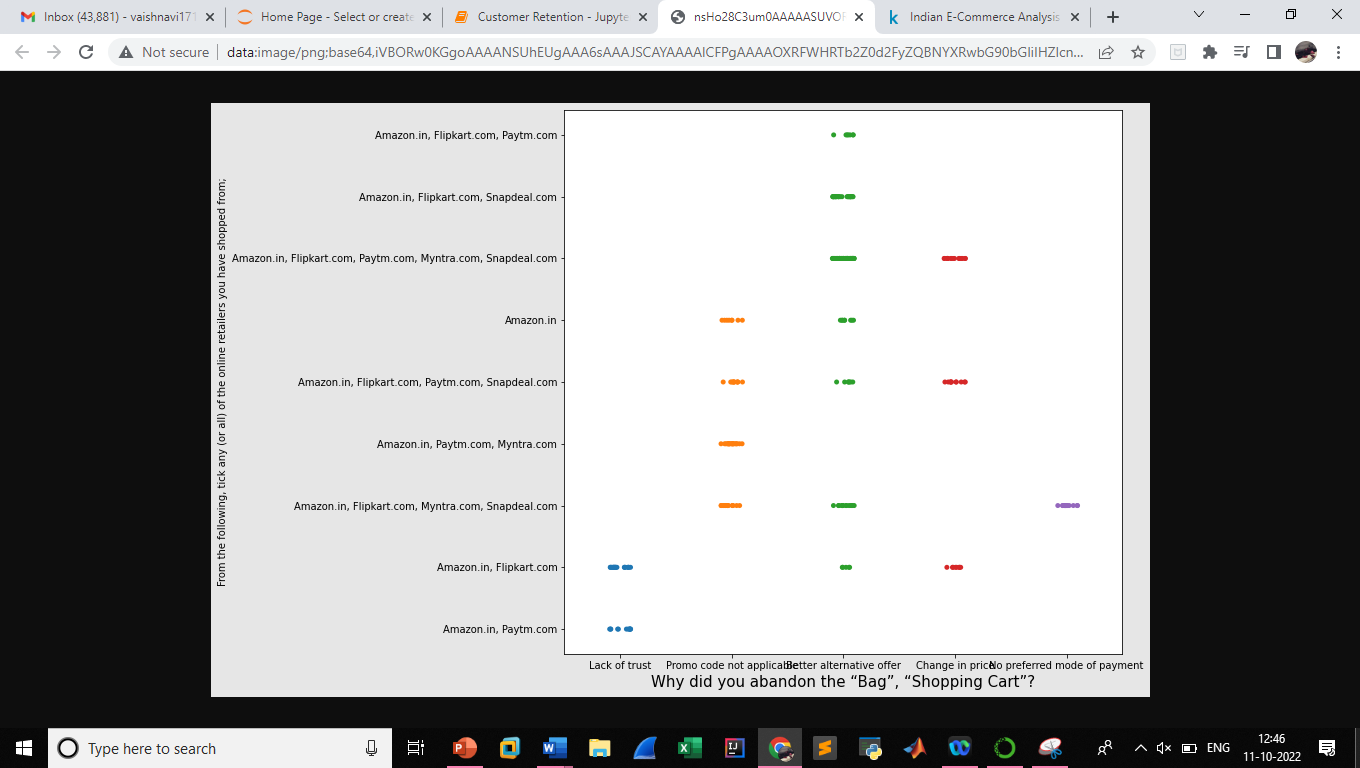 Inbox (43,881) - vaishnavi171
Home Page - Select or create
Customer Retention - Jupyte
nsHo28C3um0AAAAASUVOR
Indian E-Commerce Analysis
Not secure
data:image/png;base64,iVBORw0KGgoAAAANSUhEUgAAA6sAAAJSCAYAAAAICFPgAAAAOXRFWHRTb2Z0d2FyZQBNYXRwbG90bGliIHZlcn...
From the following, tick any (or all) of the online retailers you have shopped from;
Amazon.in, Flipkart.com, Paytm.com
Amazon.in, Flipkart.com, Snapdeal.com
Amazon.in, Flipkart.com, Paytm.com, Myntra.com, Snapdeal.com
Amazon.in
Amazon.in, Flipkart.com, Paytm.com, Snapdeal.com
Amazon.in, Paytm.com, Myntra.com
Amazon.in, Flipkart.com, Myntra.com, Snapdeal.com
Amazon.in, Flipkart.com
Amazon.in, Paytm.com
Lack of trust
Promo code not applicable
Better alternative offer
Change in price
No preferred mode of payment
Why did you abandon the “Bag”, “Shopping Cart”?
Type here to search
ENG
12:46
11-10-2022